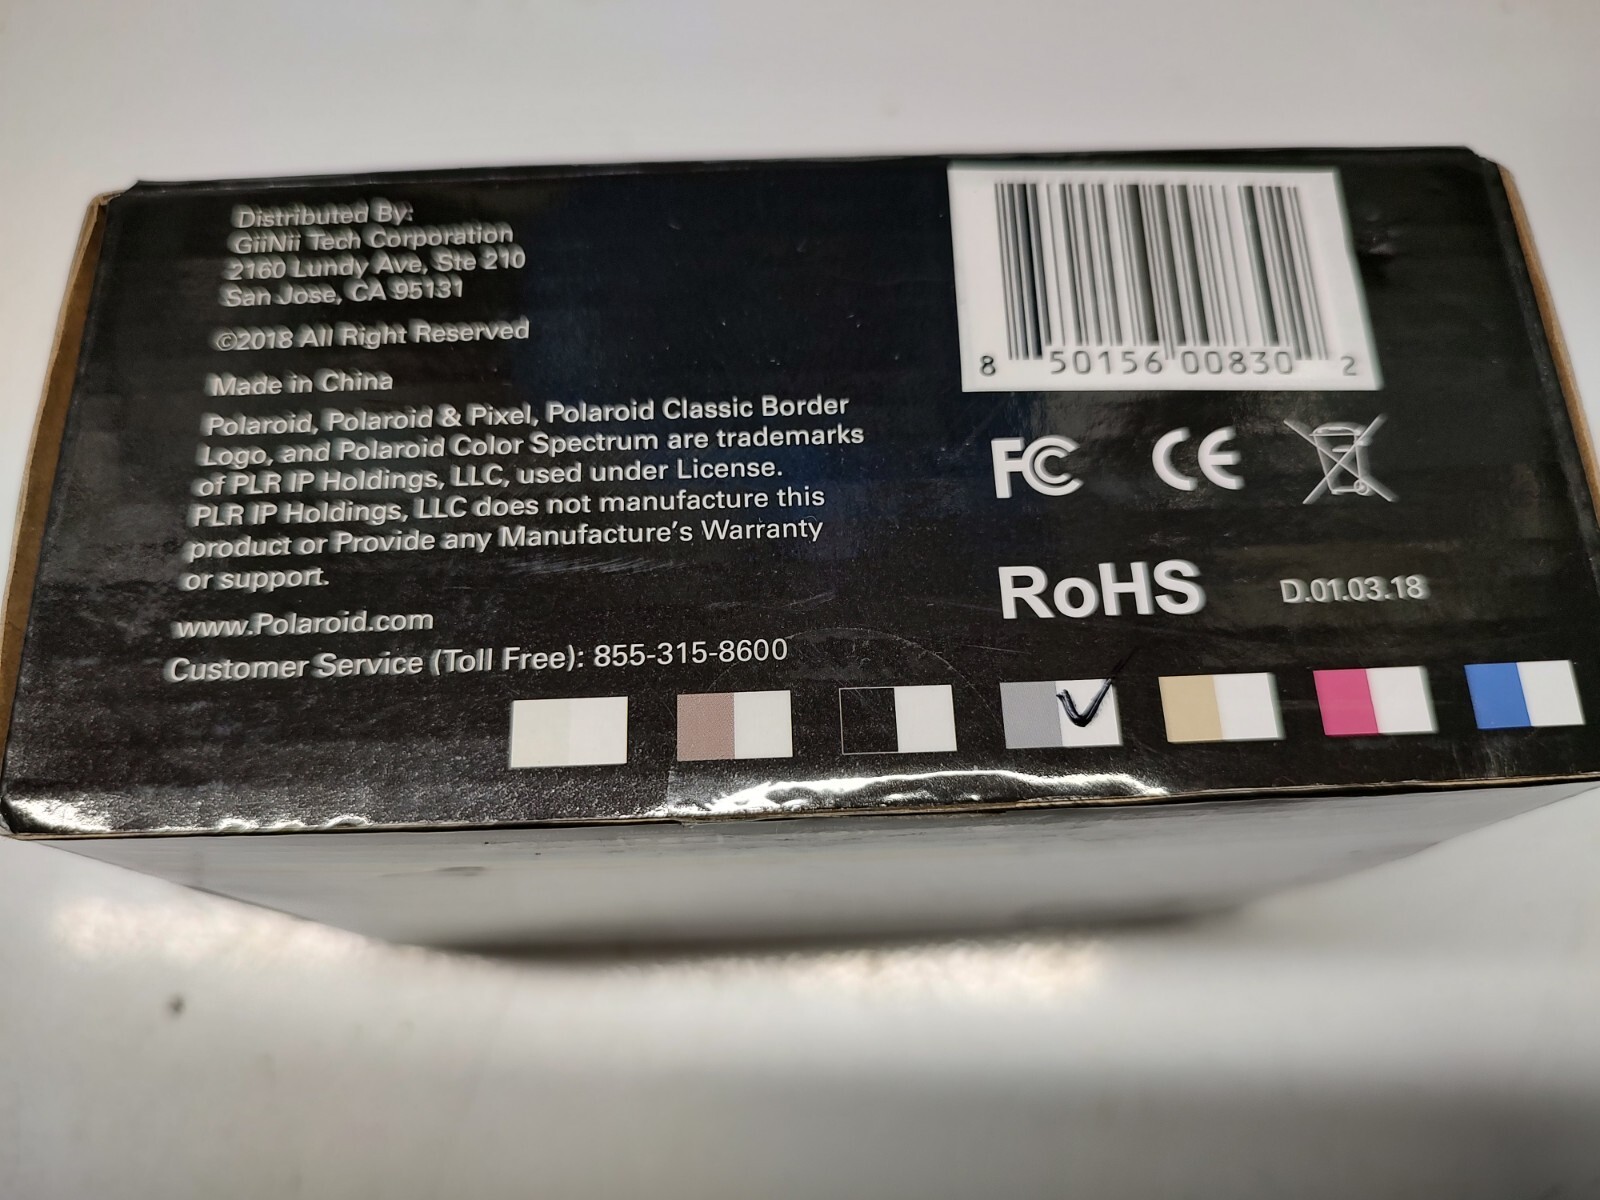 Distributed By:
GiiNii Tech Corporation
2160 Lundy Ave, Ste 210
San Jose, CA 95131
©2018 All Right Reserved
Made in China
Polaroid, Polaroid & Pixel, Polaroid Classic Border
Logo, and Polaroid Color Spectrum are trademarks
of PLR IP Holdings, LLC, used under License.
PLR IP Holdings, LLC does not manufacture this
product or Provide any Manufacture's Warranty
or support.
www.Polaroid.com
Customer Service (Toll Free): 855-315-8600
8 50156 00830 2
FC CE
RoHS D.01.03.18